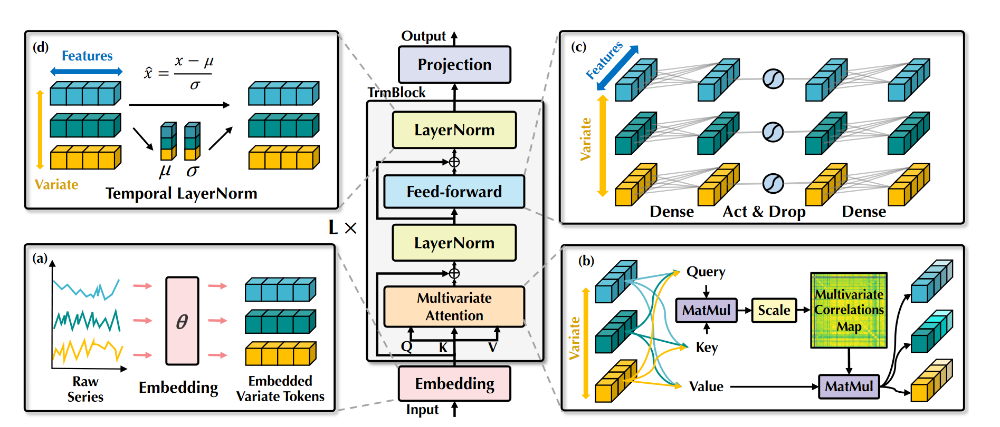 (d)
Features
x̂ = (x − μ) / σ
μ σ
Variate
Temporal LayerNorm
(a)
θ
Raw
Series
Embedding
Embedded
Variate Tokens
Output
Projection
TrmBlock
LayerNorm
Feed-forward
L ×
LayerNorm
Multivariate
Attention
Q K V
Embedding
Input
(c)
Features
Variate
Dense Act & Drop Dense
(b)
Variate
Query
MatMul
Scale
Multivariate
Correlations
Map
Key
Value
MatMul